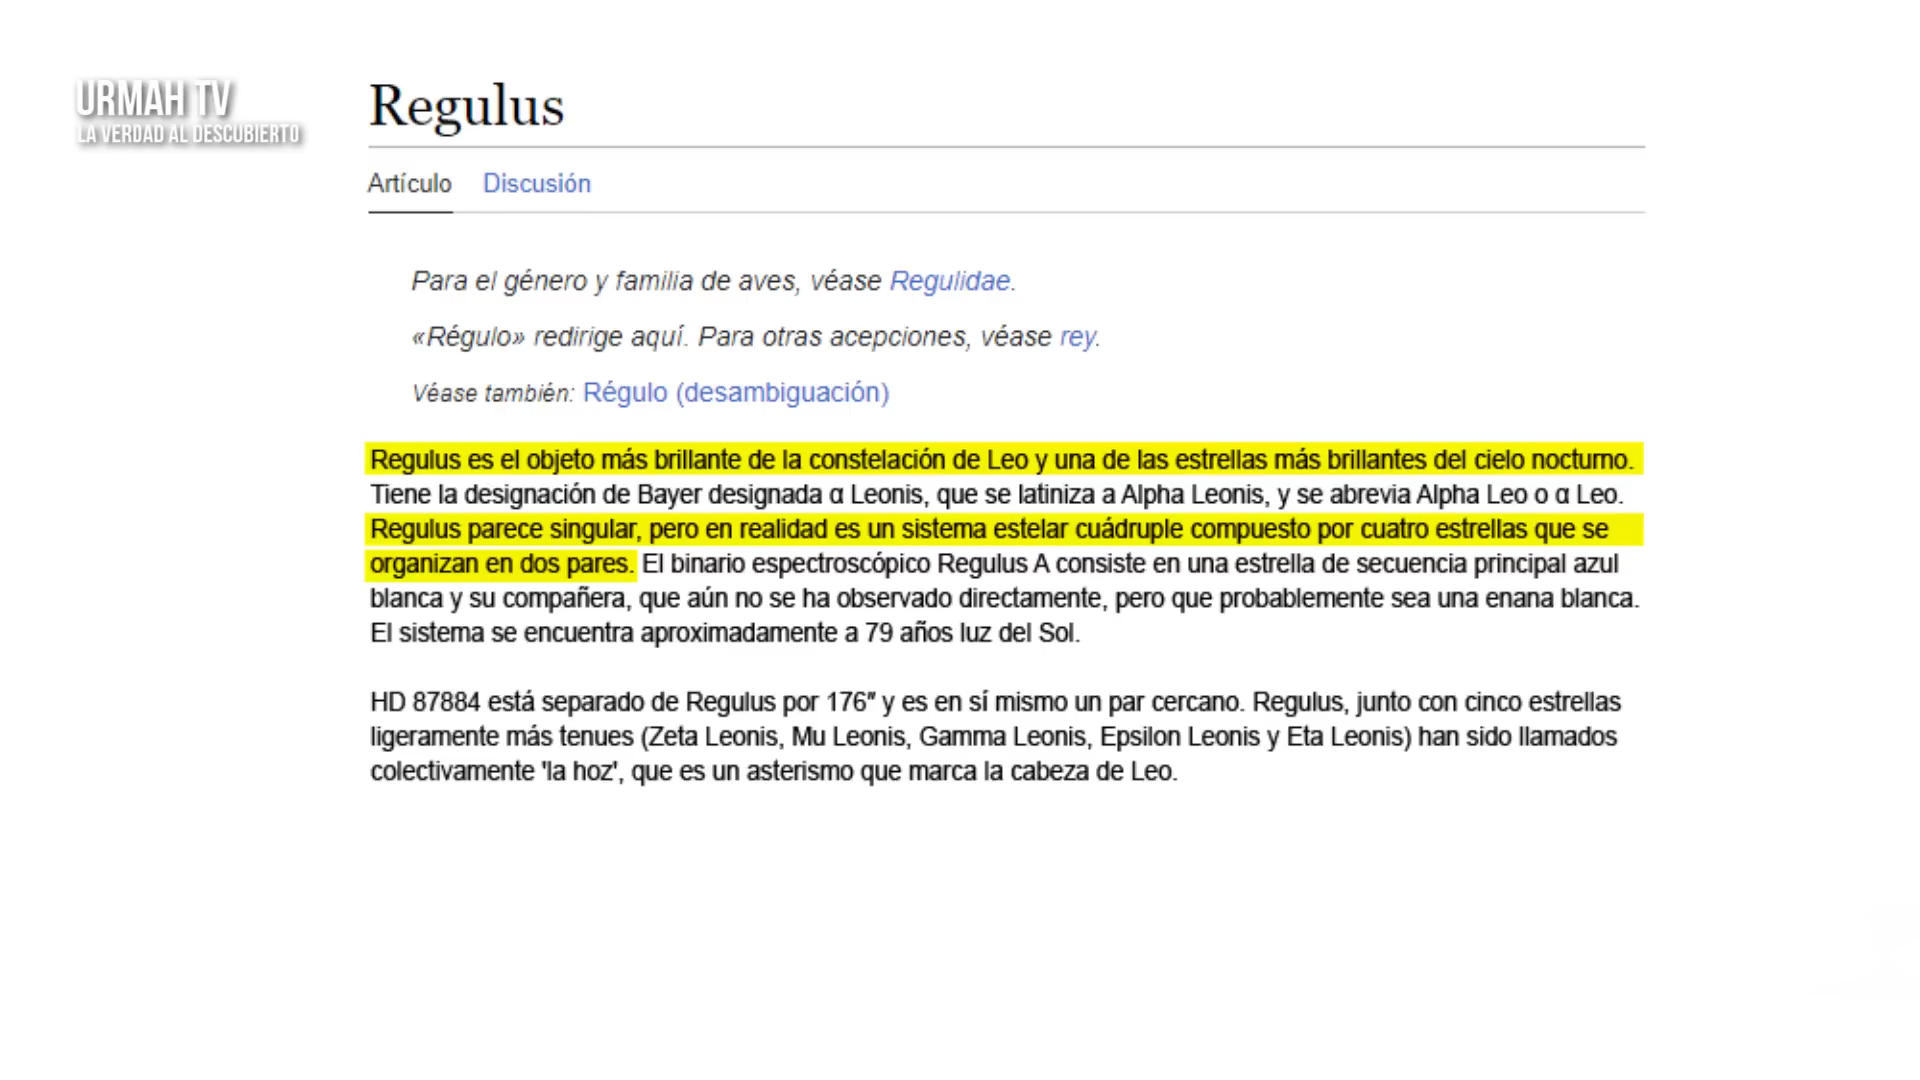 URMAH TV
LA VERDAD AL DESCUBIERTO
Regulus
Artículo Discusión
Para el género y familia de aves, véase Regulidae.
«Régulo» redirige aquí. Para otras acepciones, véase rey.
Véase también: Régulo (desambiguación)
Regulus es el objeto más brillante de la constelación de Leo y una de las estrellas más brillantes del cielo nocturno.
Tiene la designación de Bayer designada α Leonis, que se latiniza a Alpha Leonis, y se abrevia Alpha Leo o α Leo.
Regulus parece singular, pero en realidad es un sistema estelar cuádruple compuesto por cuatro estrellas que se
organizan en dos pares. El binario espectroscópico Regulus A consiste en una estrella de secuencia principal azul
blanca y su compañera, que aún no se ha observado directamente, pero que probablemente sea una enana blanca.
El sistema se encuentra aproximadamente a 79 años luz del Sol.
HD 87884 está separado de Regulus por 176″ y es en sí mismo un par cercano. Regulus, junto con cinco estrellas
ligeramente más tenues (Zeta Leonis, Mu Leonis, Gamma Leonis, Epsilon Leonis y Eta Leonis) han sido llamados
colectivamente 'la hoz', que es un asterismo que marca la cabeza de Leo.